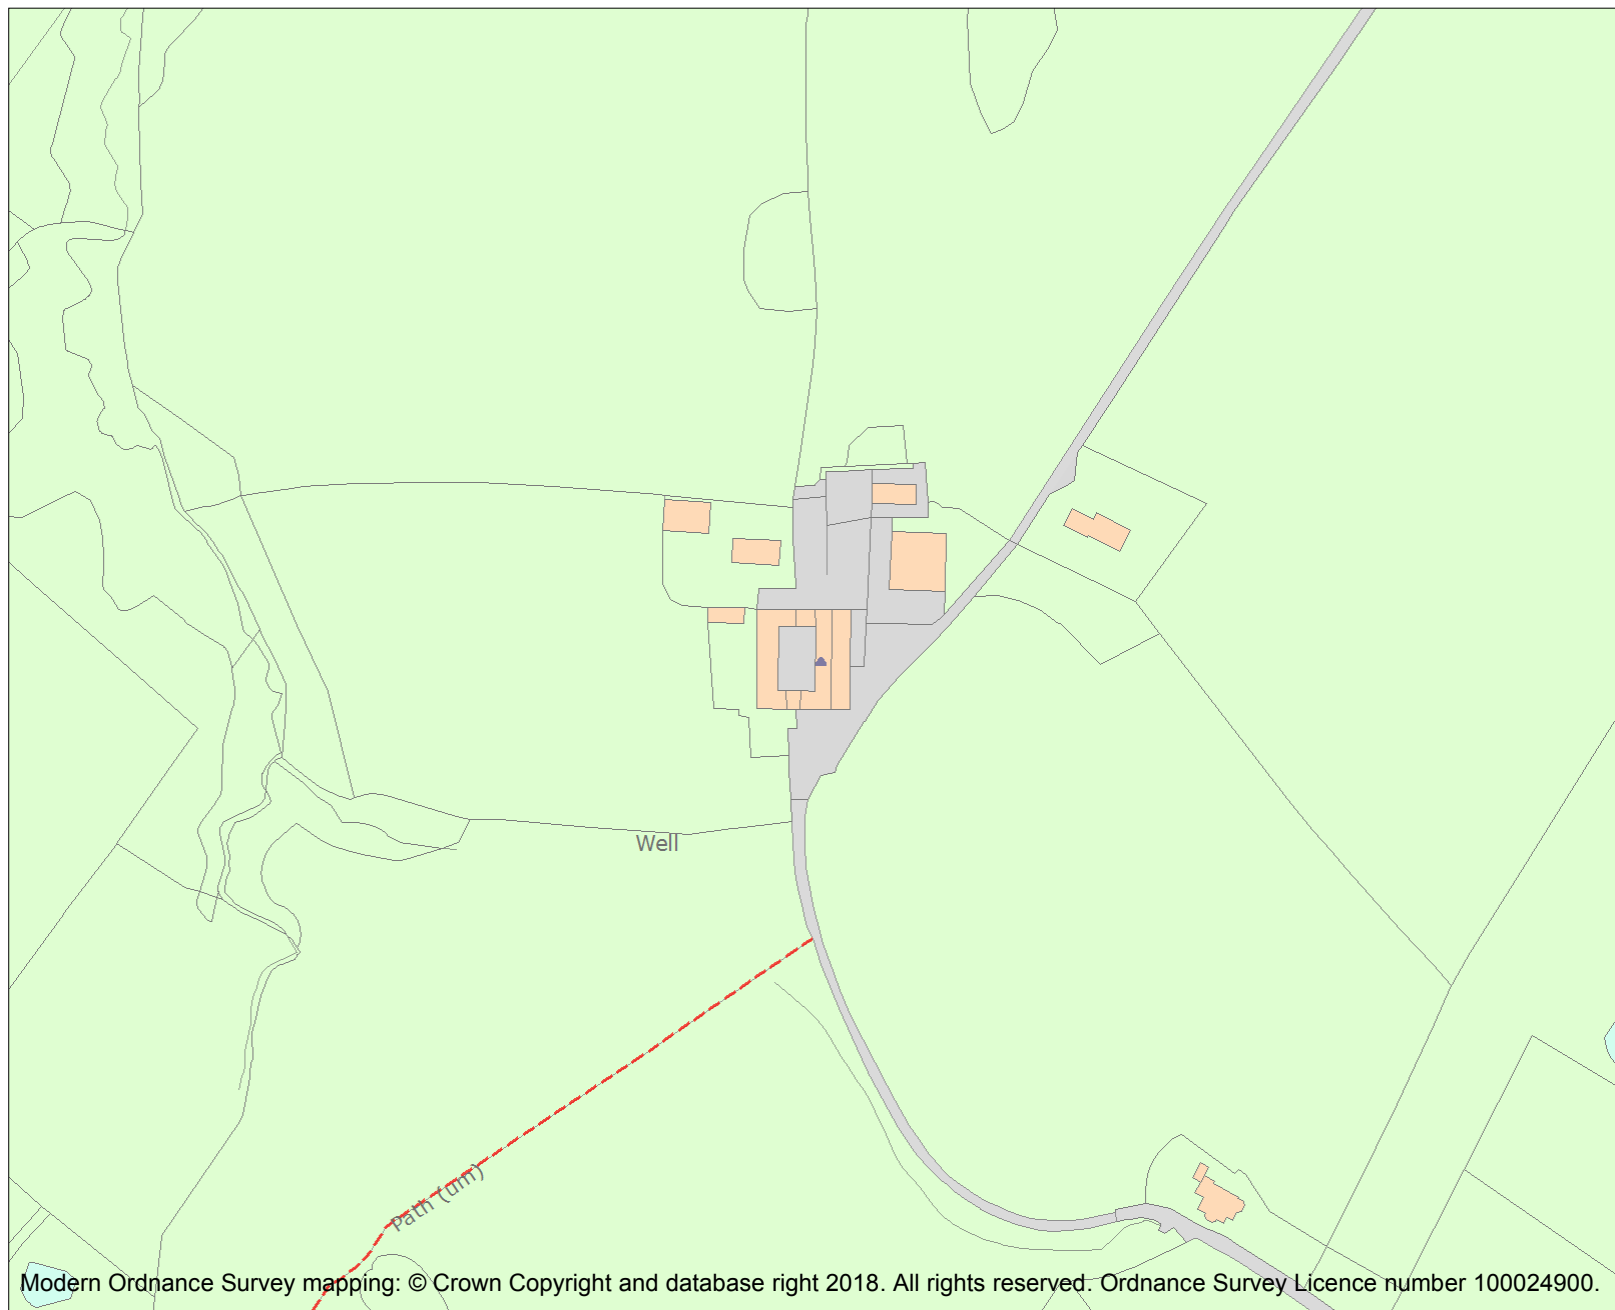 Well
Path (um)
Modern Ordnance Survey mapping: © Crown Copyright and database right 2018. All rights reserved. Ordnance Survey Licence number 100024900.